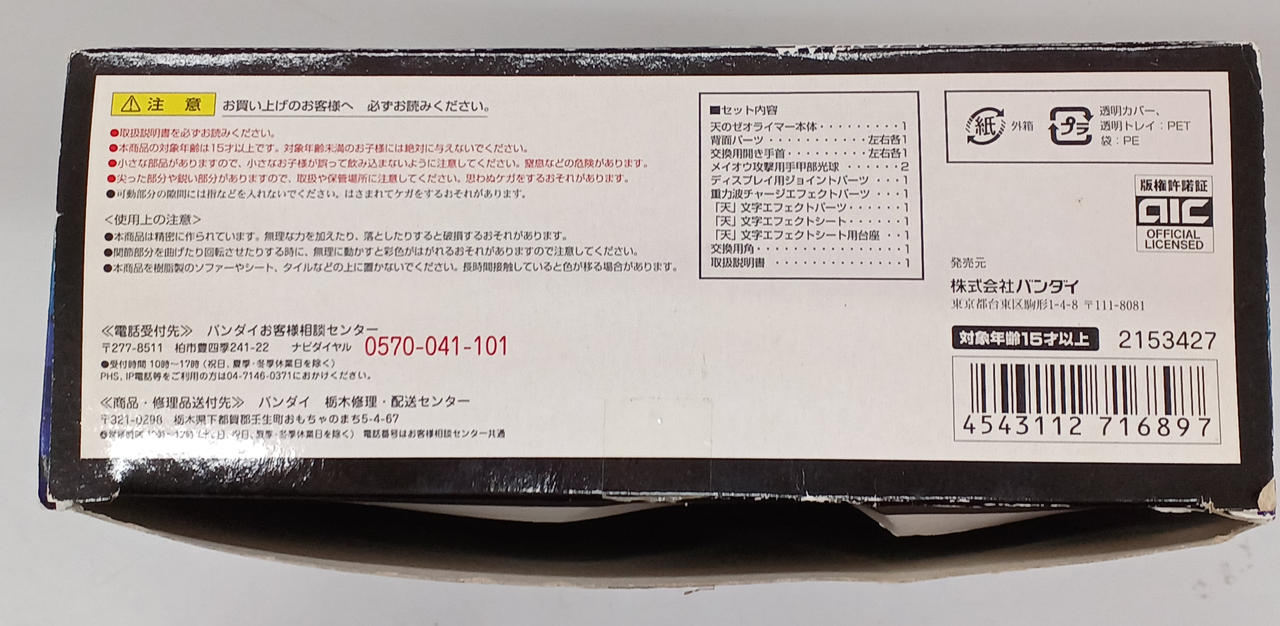 ⚠ 注 意 お買い上げのお客様へ 必ずお読みください。
●取扱説明書を必ずお読みください。
●本商品の対象年齢は15才以上です。対象年齢未満のお子様には絶対に与えないでください。
●小さな部品がありますので、小さなお子様が誤って飲み込まないように注意してください。窒息などの危険があります。
●尖った部分や鋭い部分がありますので、取扱や保管場所に注意してください。思わぬケガをするおそれがあります。
●可動部分の隙間には指などを入れないでください。はさまれてケガをするおそれがあります。
<使用上の注意>
●本商品は精密に作られています。無理な力を加えたり、落としたりすると破損するおそれがあります。
●関節部分を曲げたり回転させたりする時に、無理に動かすと彩色がはがれるおそれがありますので注意してください。
●本商品を樹脂製のソファーやシート、タイルなどの上に置かないでください。長時間接触していると色が移る場合があります。
≪電話受付先≫ バンダイお客様相談センター
〒277-8511 柏市豊四季241-22 ナビダイヤル 0570-041-101
●受付時間 10時〜17時(祝日、夏季・冬季休業日を除く)
PHS、IP電話等をご利用の方は04-7146-0371におかけください。
≪商品・修理品送付先≫ バンダイ 栃木修理・配送センター
〒321-0298 栃木県下都賀郡壬生町おもちゃのまち5-4-67
祝日、夏季・冬季休業日を除く) 電話番号はお客様相談センター共通
■セット内容
天のゼオライマー本体・・・・・・・・・1
背面パーツ・・・・・・・・・・・左右各1
交換用開き手首・・・・・・・・・左右各1
メイオウ攻撃用手甲部光球・・・・・・2
ディスプレイ用ジョイントパーツ・・・1
重力波チャージエフェクトパーツ・・・1
「天」文字エフェクトパーツ・・・・・・1
「天」文字エフェクトシート・・・・・・1
「天」文字エフェクトシート用台座・・1
交換用角・・・・・・・・・・・・・・・1
取扱説明書・・・・・・・・・・・・・・1
紙 外箱
プラ 透明カバー、
透明トレイ:PET
袋:PE
版権許諾証
aic
OFFICIAL
LICENSED
発売元
株式会社バンダイ
東京都台東区駒形1-4-8 〒111-8081
対象年齢15才以上 2153427
4543112 716897